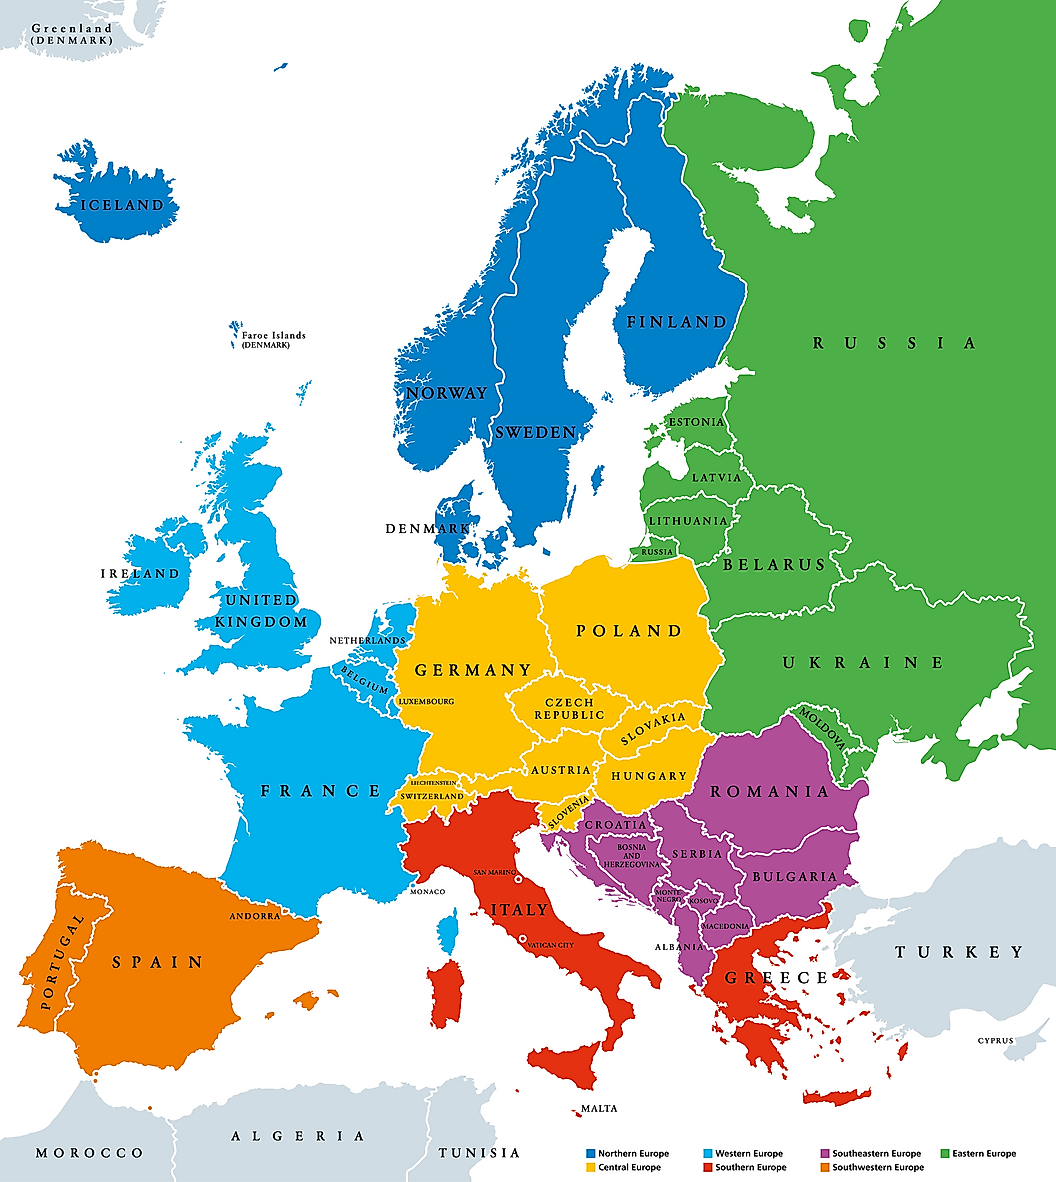 Greenland
(DENMARK)
ICELAND
Faroe Islands
(DENMARK)
NORWAY
SWEDEN
FINLAND
RUSSIA
ESTONIA
LATVIA
LITHUANIA
RUSSIA
BELARUS
DENMARK
IRELAND
UNITED
KINGDOM
NETHERLANDS
BELGIUM
LUXEMBOURG
GERMANY
POLAND
UKRAINE
CZECH
REPUBLIC
SLOVAKIA
MOLDOVA
AUSTRIA
HUNGARY
LIECHTENSTEIN
SWITZERLAND
FRANCE
SLOVENIA
ROMANIA
CROATIA
BOSNIA
AND
HERZEGOVINA
SERBIA
BULGARIA
SAN MARINO
MONACO
MONTE-
NEGRO
KOSOVO
ITALY
ANDORRA
MACEDONIA
VATICAN CITY
ALBANIA
PORTUGAL
SPAIN
GREECE
TURKEY
CYPRUS
MALTA
MOROCCO
ALGERIA
TUNISIA
Northern Europe
Western Europe
Southeastern Europe
Eastern Europe
Central Europe
Southern Europe
Southwestern Europe